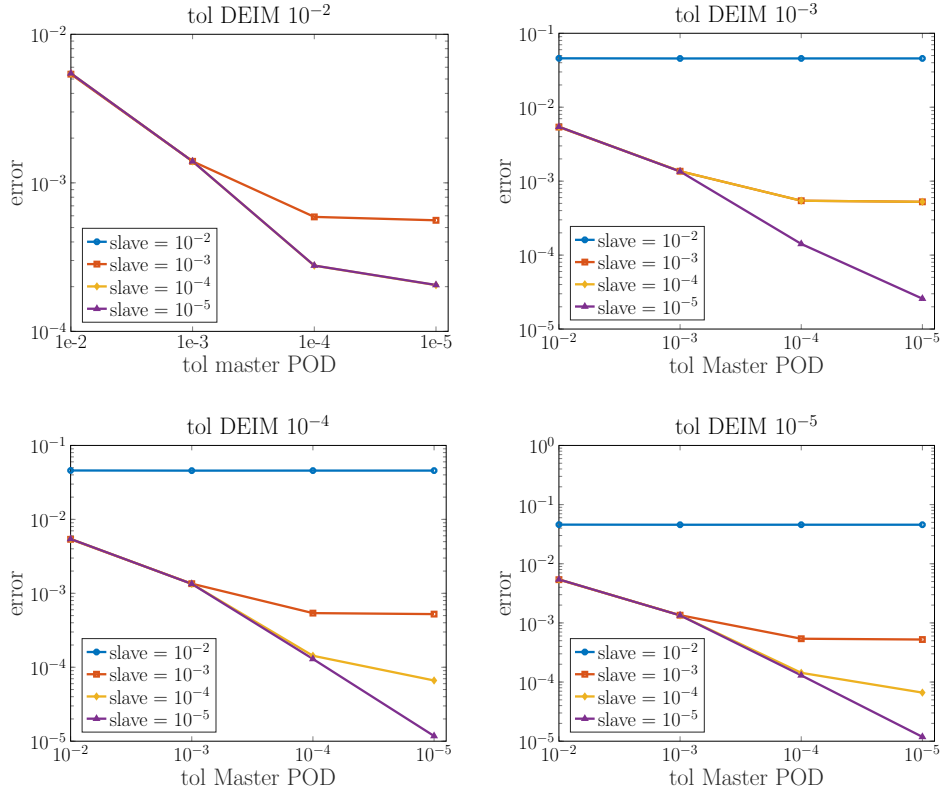 tol DEIM 10⁻²
10⁻²
10⁻³
10⁻⁴
error
slave = 10⁻²
slave = 10⁻³
slave = 10⁻⁴
slave = 10⁻⁵
1e-2 1e-3 1e-4 1e-5
tol master POD
tol DEIM 10⁻³
10⁻¹
10⁻²
10⁻³
10⁻⁴
10⁻⁵
error
slave = 10⁻²
slave = 10⁻³
slave = 10⁻⁴
slave = 10⁻⁵
10⁻² 10⁻³ 10⁻⁴ 10⁻⁵
tol Master POD
tol DEIM 10⁻⁴
10⁻¹
10⁻²
10⁻³
10⁻⁴
10⁻⁵
error
slave = 10⁻²
slave = 10⁻³
slave = 10⁻⁴
slave = 10⁻⁵
10⁻² 10⁻³ 10⁻⁴ 10⁻⁵
tol Master POD
tol DEIM 10⁻⁵
10⁰
10⁻¹
10⁻²
10⁻³
10⁻⁴
10⁻⁵
error
slave = 10⁻²
slave = 10⁻³
slave = 10⁻⁴
slave = 10⁻⁵
10⁻² 10⁻³ 10⁻⁴ 10⁻⁵
tol Master POD